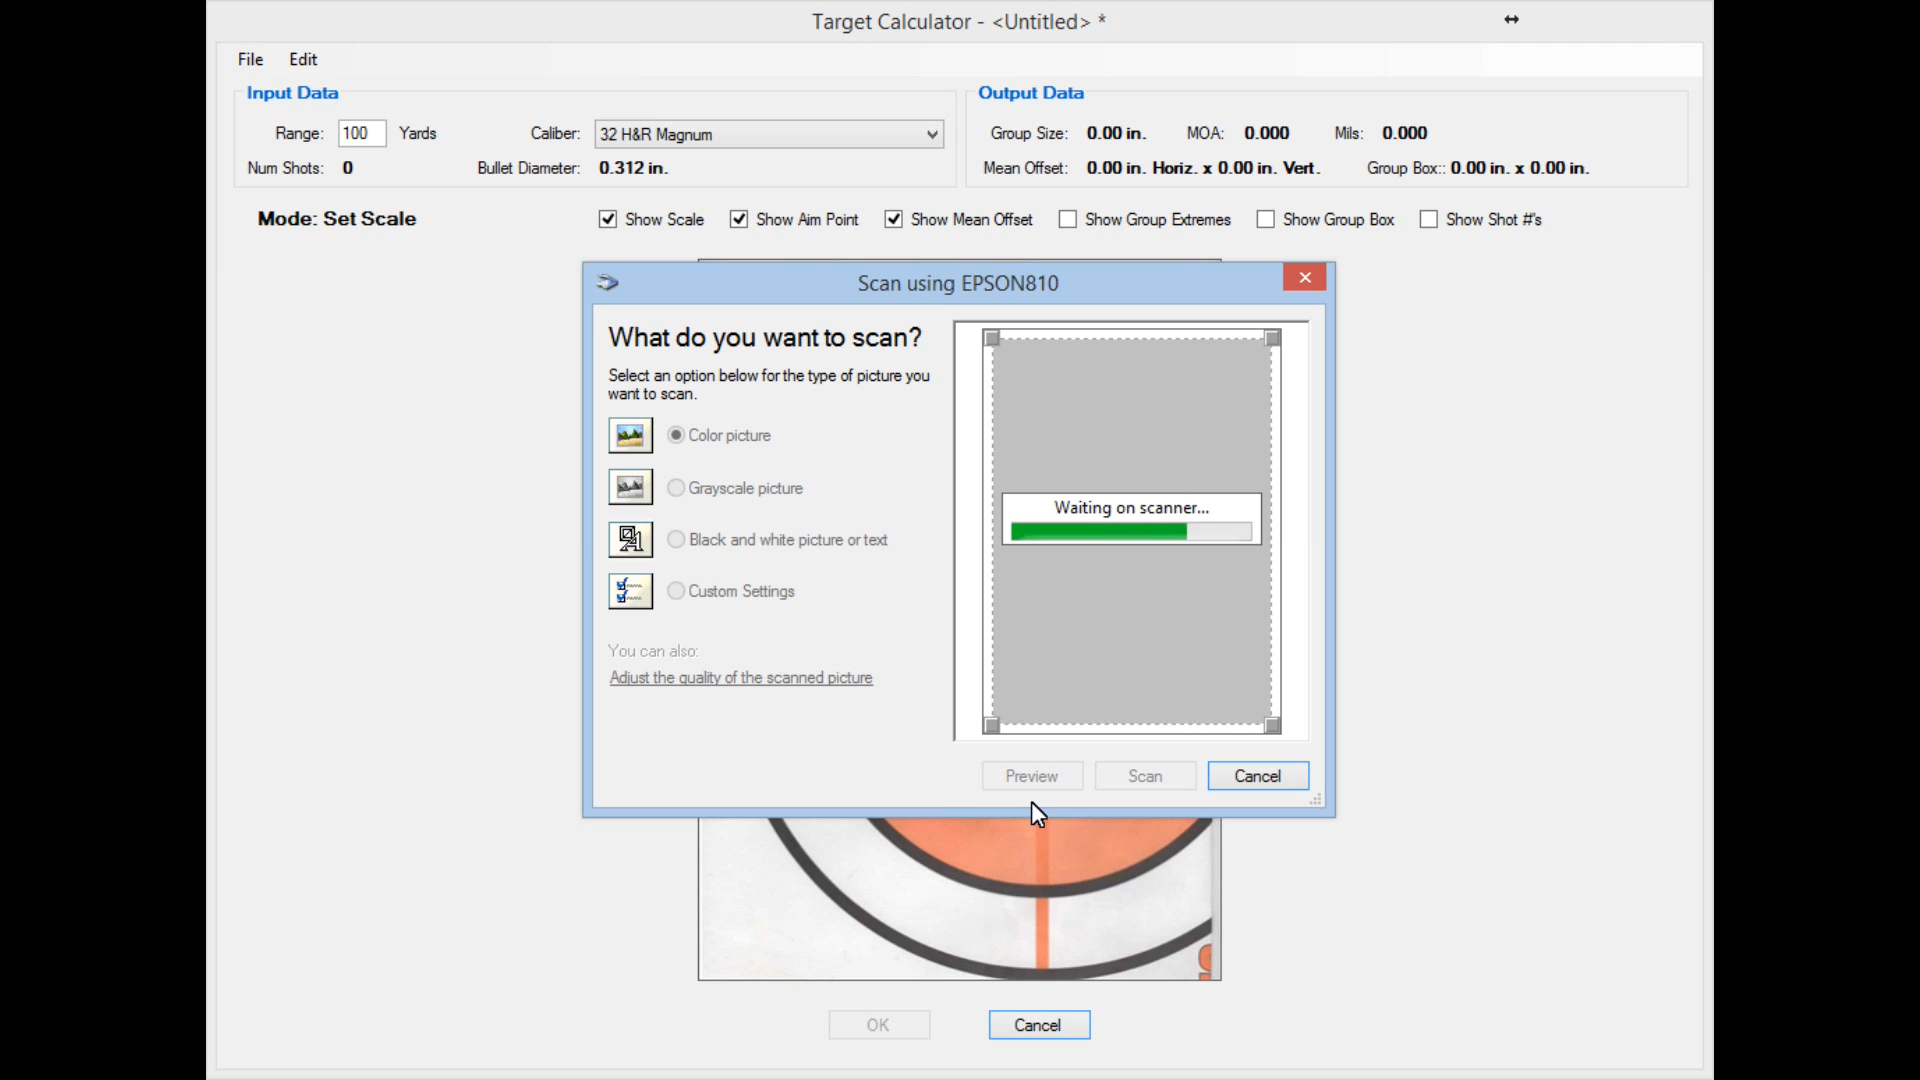 Target Calculator - <Untitled> *
File Edit
Input Data
Range: 100 Yards Caliber: 32 H&R Magnum
Num Shots: 0 Bullet Diameter: 0.312 in.
Output Data
Group Size: 0.00 in. MOA: 0.000 Mils: 0.000
Mean Offset: 0.00 in. Horiz. x 0.00 in. Vert. Group Box:: 0.00 in. x 0.00 in.
Mode: Set Scale Show Scale Show Aim Point Show Mean Offset Show Group Extremes Show Group Box Show Shot #'s
Scan using EPSON810
What do you want to scan?
Select an option below for the type of picture you
want to scan.
Color picture
Grayscale picture
Black and white picture or text
Custom Settings
You can also:
Adjust the quality of the scanned picture
Waiting on scanner...
Preview Scan Cancel
OK Cancel